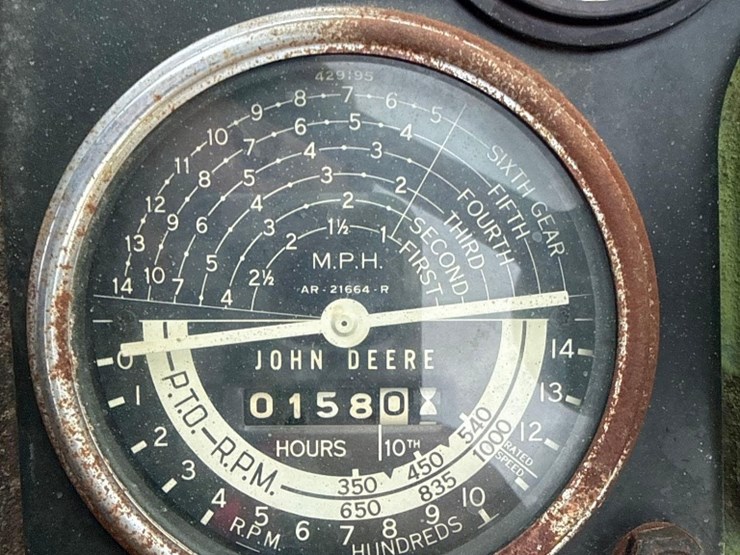 429195
14 13 12 11 10 9 8 7 6 5 SIXTH GEAR
10 9 8 7 6 5 4 FIFTH
7 6 5 4 3 FOURTH
5 4 3 2 THIRD
4 3 2 SECOND
2½ 2 1½ 1 FIRST
M.P.H.
AR-21664-R
JOHN DEERE
01580
HOURS 10TH
P.T.O.-R.P.M. 350 450 540
650 835 1000 RATED SPEED
0 1 2 3 4 5 6 7 8 9 10 12 13 14
R.P.M. HUNDREDS